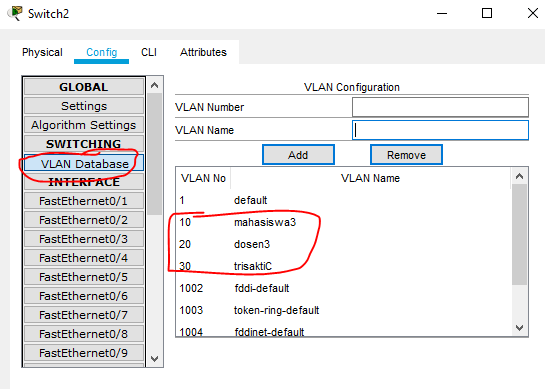 Switch2
Physical Config CLI Attributes
GLOBAL
Settings
Algorithm Settings
SWITCHING
VLAN Database
INTERFACE
FastEthernet0/1
FastEthernet0/2
FastEthernet0/3
FastEthernet0/4
FastEthernet0/5
FastEthernet0/6
FastEthernet0/7
FastEthernet0/8
FastEthernet0/9
VLAN Configuration
VLAN Number
VLAN Name
Add Remove
VLAN No VLAN Name
1 default
10 mahasiswa3
20 dosen3
30 trisaktiC
1002 fddi-default
1003 token-ring-default
1004 fddinet-default